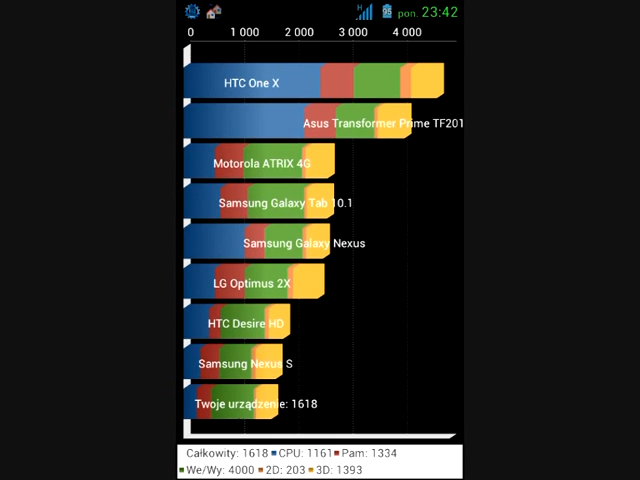 H 95 pon. 23:42
0 1 000 2 000 3 000 4 000
HTC One X
Asus Transformer Prime TF201
Motorola ATRIX 4G
Samsung Galaxy Tab 10.1
Samsung Galaxy Nexus
LG Optimus 2X
HTC Desire HD
Samsung Nexus S
Twoje urządzenie: 1618
Całkowity: 1618 CPU: 1161 Pam: 1334
We/Wy: 4000 2D: 203 3D: 1393